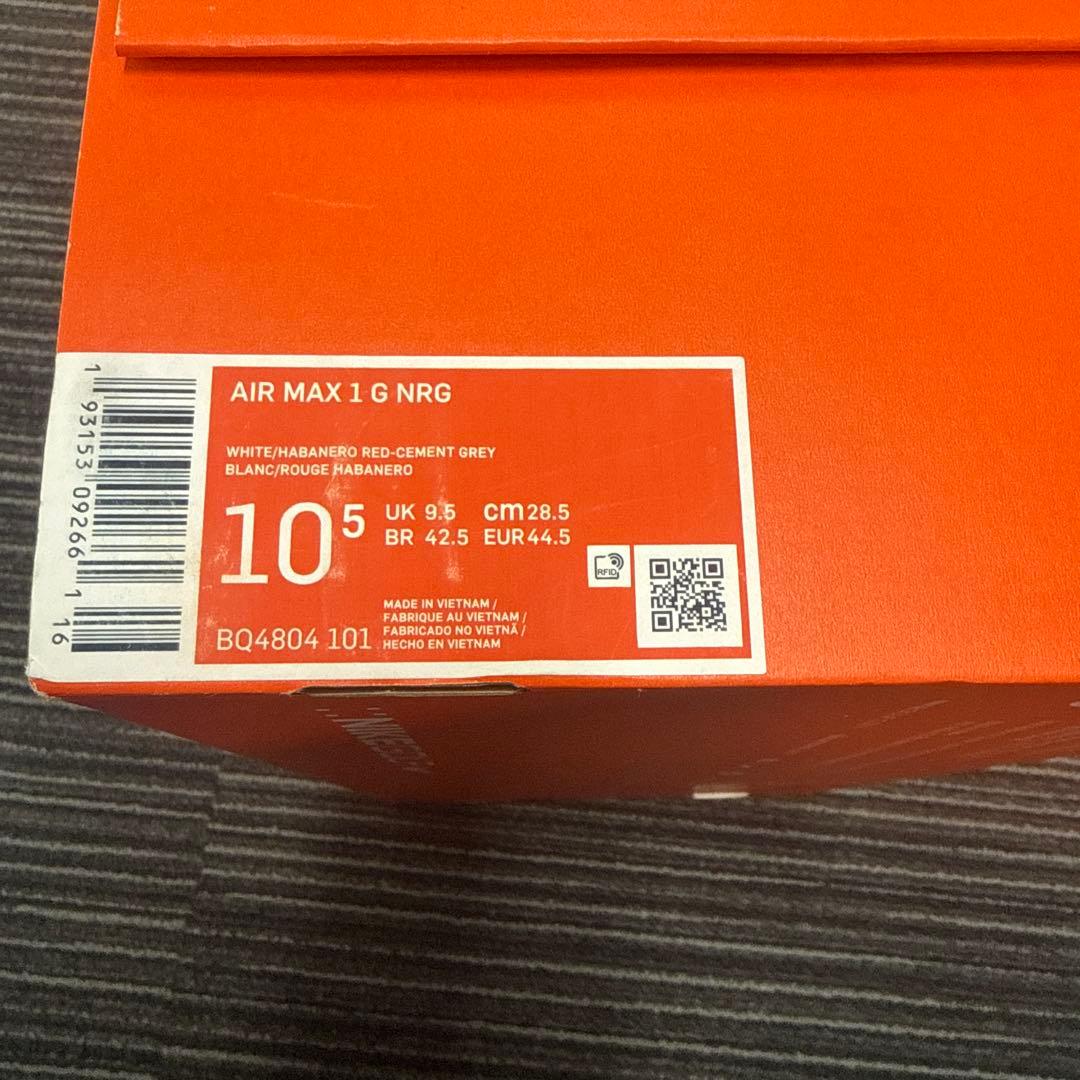 AIR MAX 1 G NRG
WHITE/HABANERO RED-CEMENT GREY
BLANC/ROUGE HABANERO
10 5 UK 9.5 cm 28.5
BR 42.5 EUR 44.5
RFID
MADE IN VIETNAM /
FABRIQUE AU VIETNAM /
FABRICADO NO VIETNÃ /
HECHO EN VIETNAM
BQ4804 101
1 93153 09266 1 16